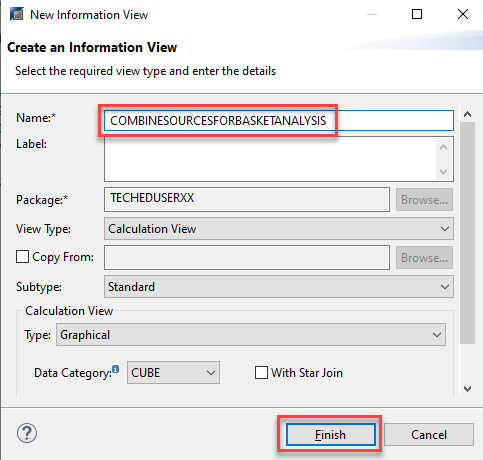 New Information View
Create an Information View
Select the required view type and enter the details
Name:* COMBINESOURCESFORBASKETANALYSIS
Label:
Package:* TECHEDUSERXX Browse...
View Type: Calculation View
Copy From: Browse...
Subtype: Standard
Calculation View
Type: Graphical
Data Category: CUBE With Star Join
? Finish Cancel